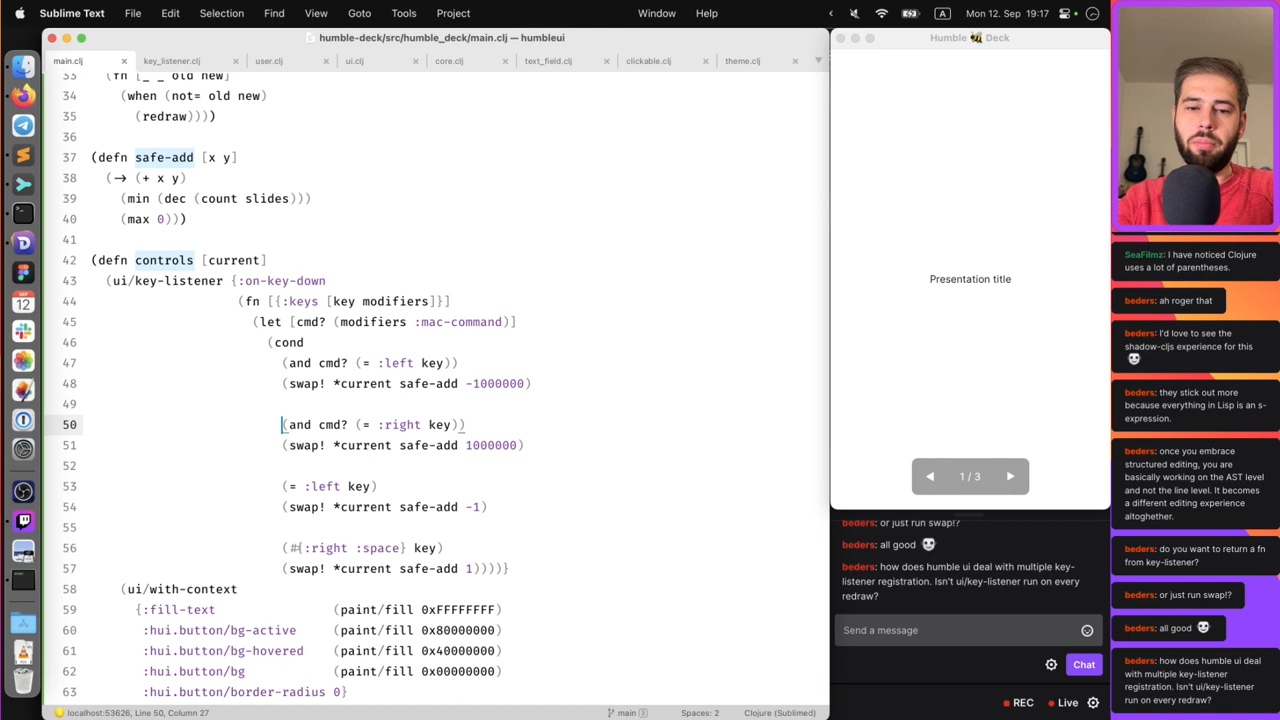 Sublime Text File Edit Selection Find View Goto Tools Project Window Help A Mon 12. Sep 19:17
humble-deck/src/humble_deck/main.clj — humbleui
main.clj key_listener.clj user.clj ui.clj core.clj text_field.clj clickable.clj theme.clj
33 (fn [_ _ old new]
34 (when (not= old new)
35 (redraw))))
36
37 (defn safe-add [x y]
38 (-> (+ x y)
39 (min (dec (count slides)))
40 (max 0)))
41
42 (defn controls [current]
43 (ui/key-listener {:on-key-down
44 (fn [{:keys [key modifiers]}]
45 (let [cmd? (modifiers :mac-command)]
46 (cond
47 (and cmd? (= :left key))
48 (swap! *current safe-add -1000000)
49
50 (and cmd? (= :right key))
51 (swap! *current safe-add 1000000)
52
53 (= :left key)
54 (swap! *current safe-add -1)
55
56 (#{:right :space} key)
57 (swap! *current safe-add 1))))}
58 (ui/with-context
59 {:fill-text (paint/fill 0xFFFFFFFF)
60 :hui.button/bg-active (paint/fill 0x80000000)
61 :hui.button/bg-hovered (paint/fill 0x40000000)
62 :hui.button/bg (paint/fill 0x00000000)
63 :hui.button/border-radius 0}
localhost:53626, Line 50, Column 27 main 3 Spaces: 2 Clojure (Sublimed)
SEP
12
Humble 🐝 Deck
Presentation title
◀ 1 / 3 ▶
beders: or just run swap!?
beders: all good
beders: how does humble ui deal with multiple key-
listener registration. Isn't ui/key-listener run on every
redraw?
Send a message
Chat
REC Live
SeaFilmz: I have noticed Clojure
uses a lot of parentheses.
beders: ah roger that
beders: I'd love to see the
shadow-cljs experience for this
beders: they stick out more
because everything in Lisp is an s-
expression.
beders: once you embrace
structured editing, you are
basically working on the AST level
and not the line level. It becomes
a different editing experience
altoghether.
beders: do you want to return a fn
from key-listener?
beders: or just run swap!?
beders: all good
beders: how does humble ui deal
with multiple key-listener
registration. Isn't ui/key-listener
run on every redraw?